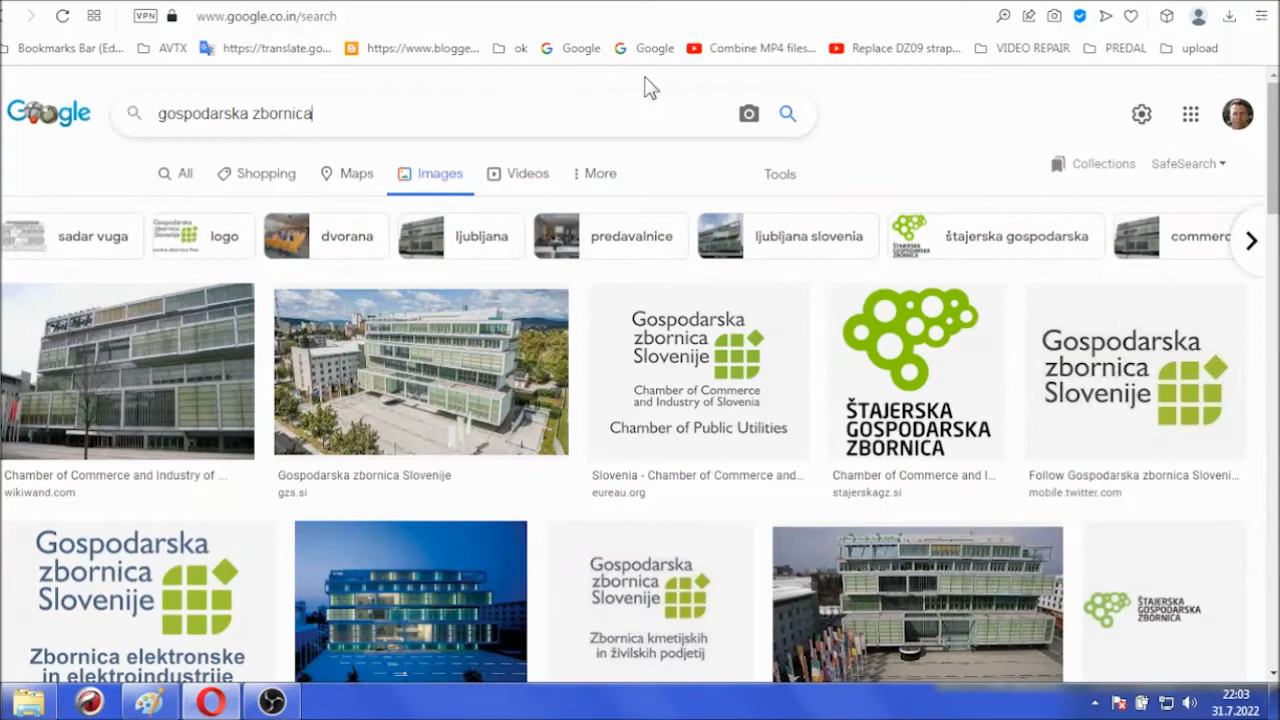 VPN www.google.co.in/search
Bookmarks Bar (Ed... AVTX https://translate.go... https://www.blogge... ok Google Google Combine MP4 files... Replace DZ09 strap... VIDEO REPAIR PREDAL upload
Google gospodarska zbornica
All Shopping Maps Images Videos More Tools Collections SafeSearch
sadar vuga logo dvorana ljubljana predavalnice ljubljana slovenia štajerska gospodarska commerc
Gospodarska
zbornica
Slovenije
Chamber of Commerce
and Industry of Slovenia
Chamber of Public Utilities
ŠTAJERSKA
GOSPODARSKA
ZBORNICA
Gospodarska
zbornica
Slovenije
Chamber of Commerce and Industry of ... Gospodarska zbornica Slovenije Slovenia - Chamber of Commerce and... Chamber of Commerce and I... Follow Gospodarska zbornica Sloveni...
wikiwand.com gzs.si eureau.org stajerskagz.si mobile.twitter.com
Gospodarska
zbornica
Slovenije
Zbornica elektronske
in elektroindustrije
Gospodarska
zbornica
Slovenije
Zbornica kmetijskih
in živilskih podjetij
ŠTAJERSKA
GOSPODARSKA
ZBORNICA
22:03
31.7.2022